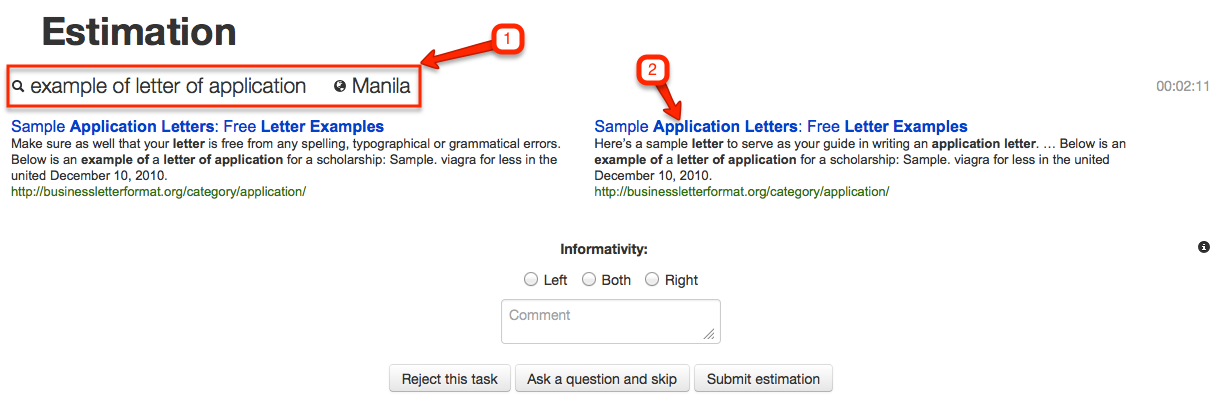 Estimation
1
example of letter of application Manila
2
00:02:11
Sample Application Letters: Free Letter Examples
Make sure as well that your letter is free from any spelling, typographical or grammatical errors.
Below is an example of a letter of application for a scholarship: Sample. viagra for less in the
united December 10, 2010.
http://businessletterformat.org/category/application/
Sample Application Letters: Free Letter Examples
Here's a sample letter to serve as your guide in writing an application letter. … Below is an
example of a letter of application for a scholarship: Sample. viagra for less in the united
December 10, 2010.
http://businessletterformat.org/category/application/
Informativity:
Left Both Right
Comment
Reject this task Ask a question and skip Submit estimation